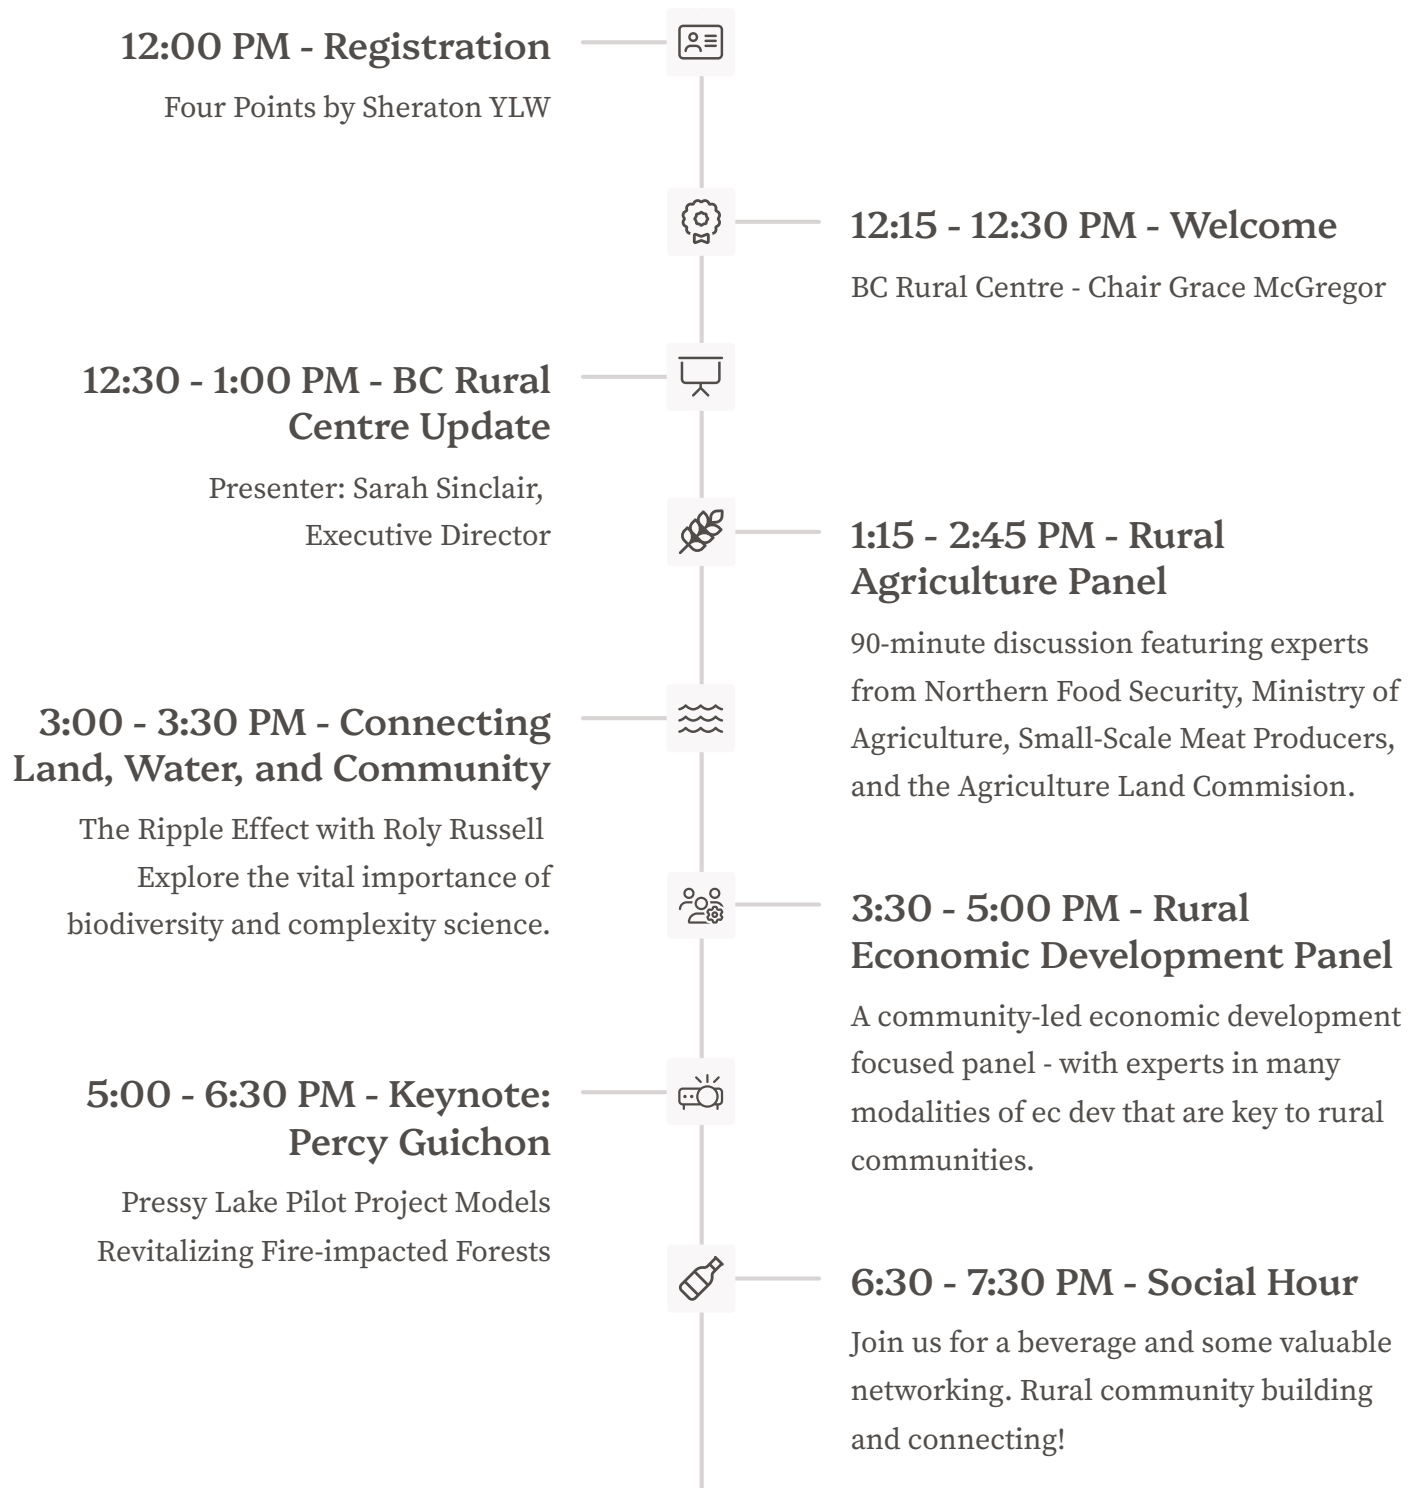 12:00 PM - Registration
Four Points by Sheraton YLW
12:15 - 12:30 PM - Welcome
BC Rural Centre - Chair Grace McGregor
12:30 - 1:00 PM - BC Rural
Centre Update
Presenter: Sarah Sinclair,
Executive Director
1:15 - 2:45 PM - Rural
Agriculture Panel
90-minute discussion featuring experts
from Northern Food Security, Ministry of
Agriculture, Small-Scale Meat Producers,
and the Agriculture Land Commision.
3:00 - 3:30 PM - Connecting
Land, Water, and Community
The Ripple Effect with Roly Russell
Explore the vital importance of
biodiversity and complexity science.
3:30 - 5:00 PM - Rural
Economic Development Panel
A community-led economic development
focused panel - with experts in many
modalities of ec dev that are key to rural
communities.
5:00 - 6:30 PM - Keynote:
Percy Guichon
Pressy Lake Pilot Project Models
Revitalizing Fire-impacted Forests
6:30 - 7:30 PM - Social Hour
Join us for a beverage and some valuable
networking. Rural community building
and connecting!